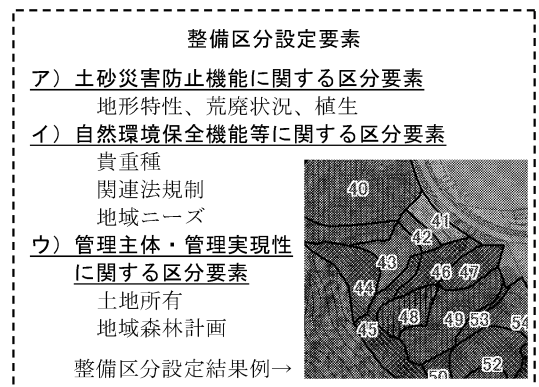 整備区分設定要素
ア）土砂災害防止機能に関する区分要素
地形特性、荒廃状況、植生
イ）自然環境保全機能等に関する区分要素
貴重種
関連法規制
地域ニーズ
ウ）管理主体・管理実現性
に関する区分要素
土地所有
地域森林計画
整備区分設定結果例→
40
41
42
43
46
47
44
45
48
49
53
54
50
52